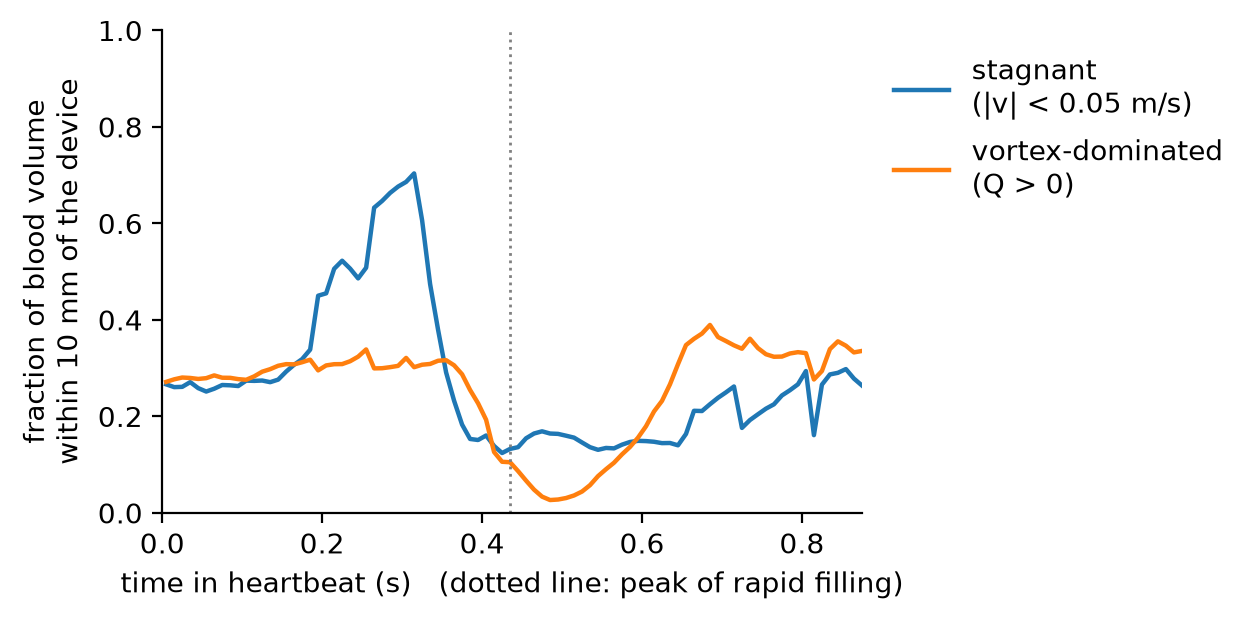 fraction of blood volume
within 10 mm of the device
1.0
0.8
0.6
0.4
0.2
0.0
0.0 0.2 0.4 0.6 0.8
time in heartbeat (s) (dotted line: peak of rapid filling)
stagnant
(|v| < 0.05 m/s)
vortex-dominated
(Q > 0)